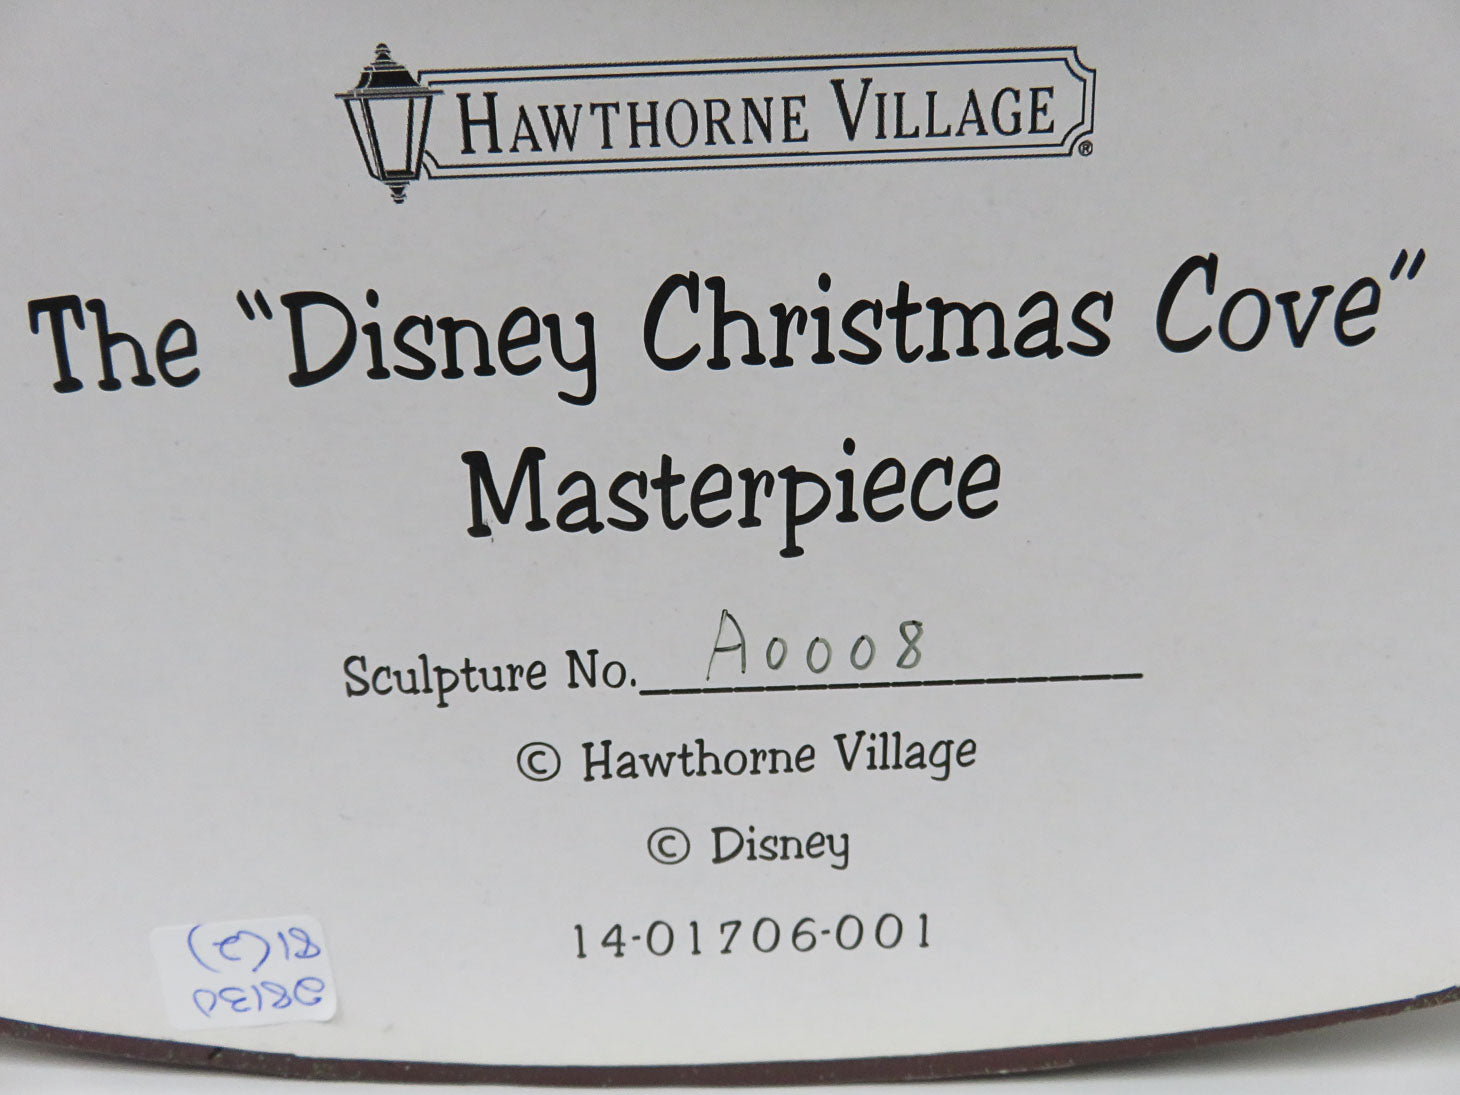 HAWTHORNE VILLAGE ®
The “Disney Christmas Cove”
Masterpiece
Sculpture No. A0008
© Hawthorne Village
© Disney
14-01706-001